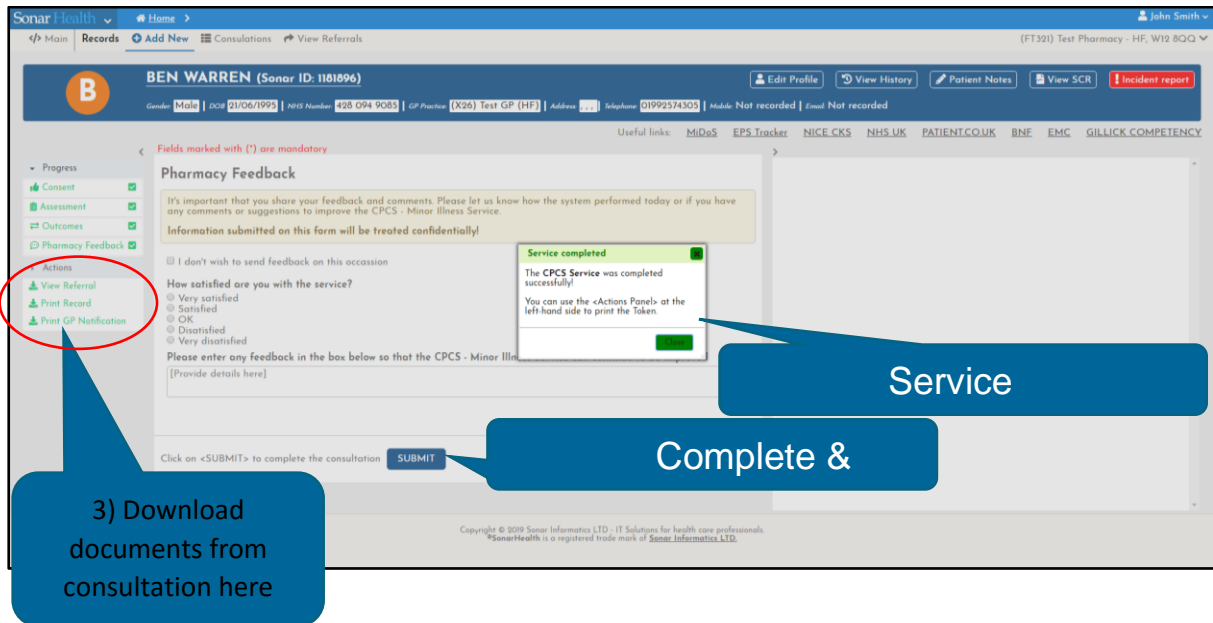 Sonar Health Home > John Smith
</> Main Records Add New Consulations View Referrals (FT321) Test Pharmacy - HF, W12 8QQ
B
BEN WARREN (Sonar ID: 1181896)
Edit Profile View History Patient Notes View SCR Incident report
Gender Male | DOB 21/06/1995 | NHS Number 428 094 9085 | GP Practice (X26) Test GP (HF) | Address , , , | Telephone 01992574305 | Mobile Not recorded | Email Not recorded
Useful links: MiDoS EPS Tracker NICE CKS NHS UK PATIENT.CO.UK BNF EMC GILLICK COMPETENCY
Fields marked with (*) are mandatory
Progress
Consent
Assessment
Outcomes
Pharmacy Feedback
Actions
View Referral
Print Record
Print GP Notification
Pharmacy Feedback
It's important that you share your feedback and comments. Please let us know how the system performed today or if you have
any comments or suggestions to improve the CPCS - Minor Illness Service.
Information submitted on this form will be treated confidentially!
I don't wish to send feedback on this occassion
How satisfied are you with the service?
Very satisfied
Satisfied
OK
Disatisfied
Very disatisfied
Please enter any feedback in the box below so that the CPCS - Minor
[Provide details here]
Service completed
The CPCS Service was completed
successfully!
You can use the <Actions Panel> at the
left-hand side to print the Token.
Close
Service
Click on <SUBMIT> to complete the consultation SUBMIT
Complete &
3) Download
documents from
consultation here
Copyright © 2019 Sonar Informatics LTD - IT Solutions for health care professionals.
®SonarHealth is a registered trade mark of Sonar Informatics LTD.